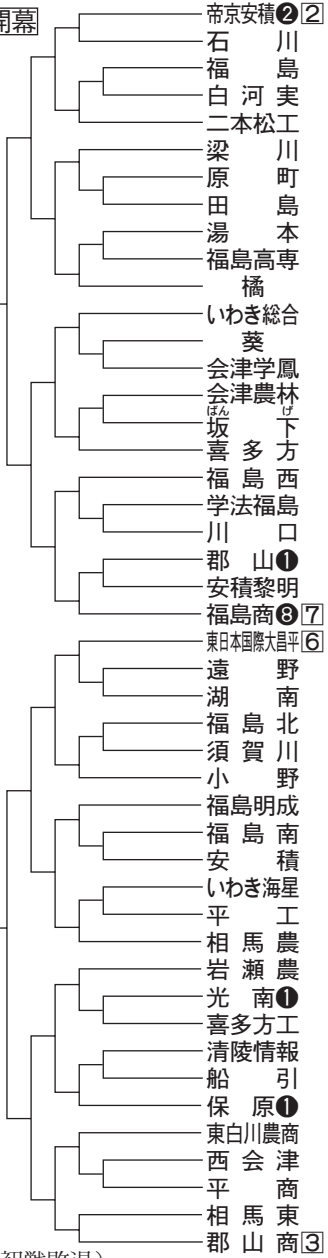 開幕
帝京安積❷2
石川
福島
白河実
二本松工
梁川
原町
田島
湯本
福島高専
橘
いわき総合
葵
会津学鳳
会津農林
ばんげ
坂下
喜多方
福島西
学法福島
川口
郡山❶
安積黎明
福島商❽7
東日本国際大昌平6
遠野
湖南
福島北
須賀川
小野
福島明成
福島南
安積
いわき海星
平工
相馬農
岩瀬農
光南❶
喜多方工
清陵情報
船引
保原❶
東白川農商
西会津
平商
相馬東
郡山商3
初戦敗退）